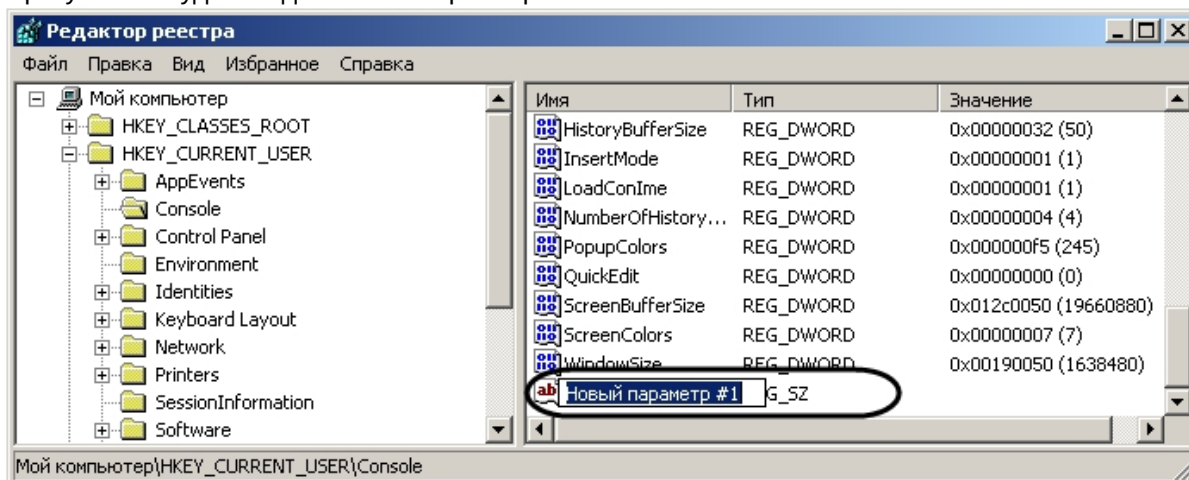 Редактор реестра
Файл Правка Вид Избранное Справка
Мой компьютер
HKEY_CLASSES_ROOT
HKEY_CURRENT_USER
AppEvents
Console
Control Panel
Environment
Identities
Keyboard Layout
Network
Printers
SessionInformation
Software
Имя Тип Значение
HistoryBufferSize REG_DWORD 0x00000032 (50)
InsertMode REG_DWORD 0x00000001 (1)
LoadConIme REG_DWORD 0x00000001 (1)
NumberOfHistory... REG_DWORD 0x00000004 (4)
PopupColors REG_DWORD 0x000000f5 (245)
QuickEdit REG_DWORD 0x00000000 (0)
ScreenBufferSize REG_DWORD 0x012c0050 (19660880)
ScreenColors REG_DWORD 0x00000007 (7)
WindowSize REG_DWORD 0x00190050 (1638480)
Новый параметр #1 G_SZ
Мой компьютер\HKEY_CURRENT_USER\Console